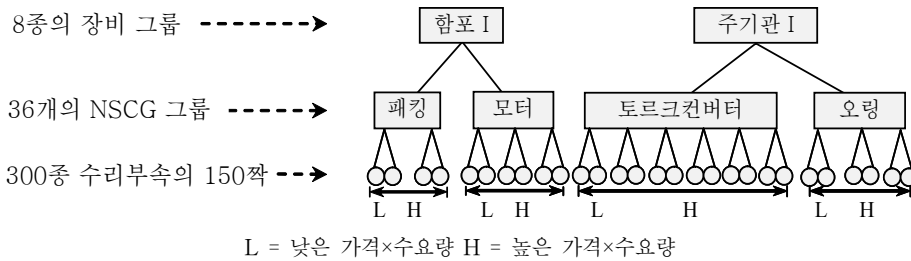 8종의 장비 그룹 함포 I 주기관 I
36개의 NSCG 그룹 패킹 모터 토르크컨버터 오링
300종 수리부속의 150짝
L H L H L H L H
L = 낮은 가격×수요량 H = 높은 가격×수요량